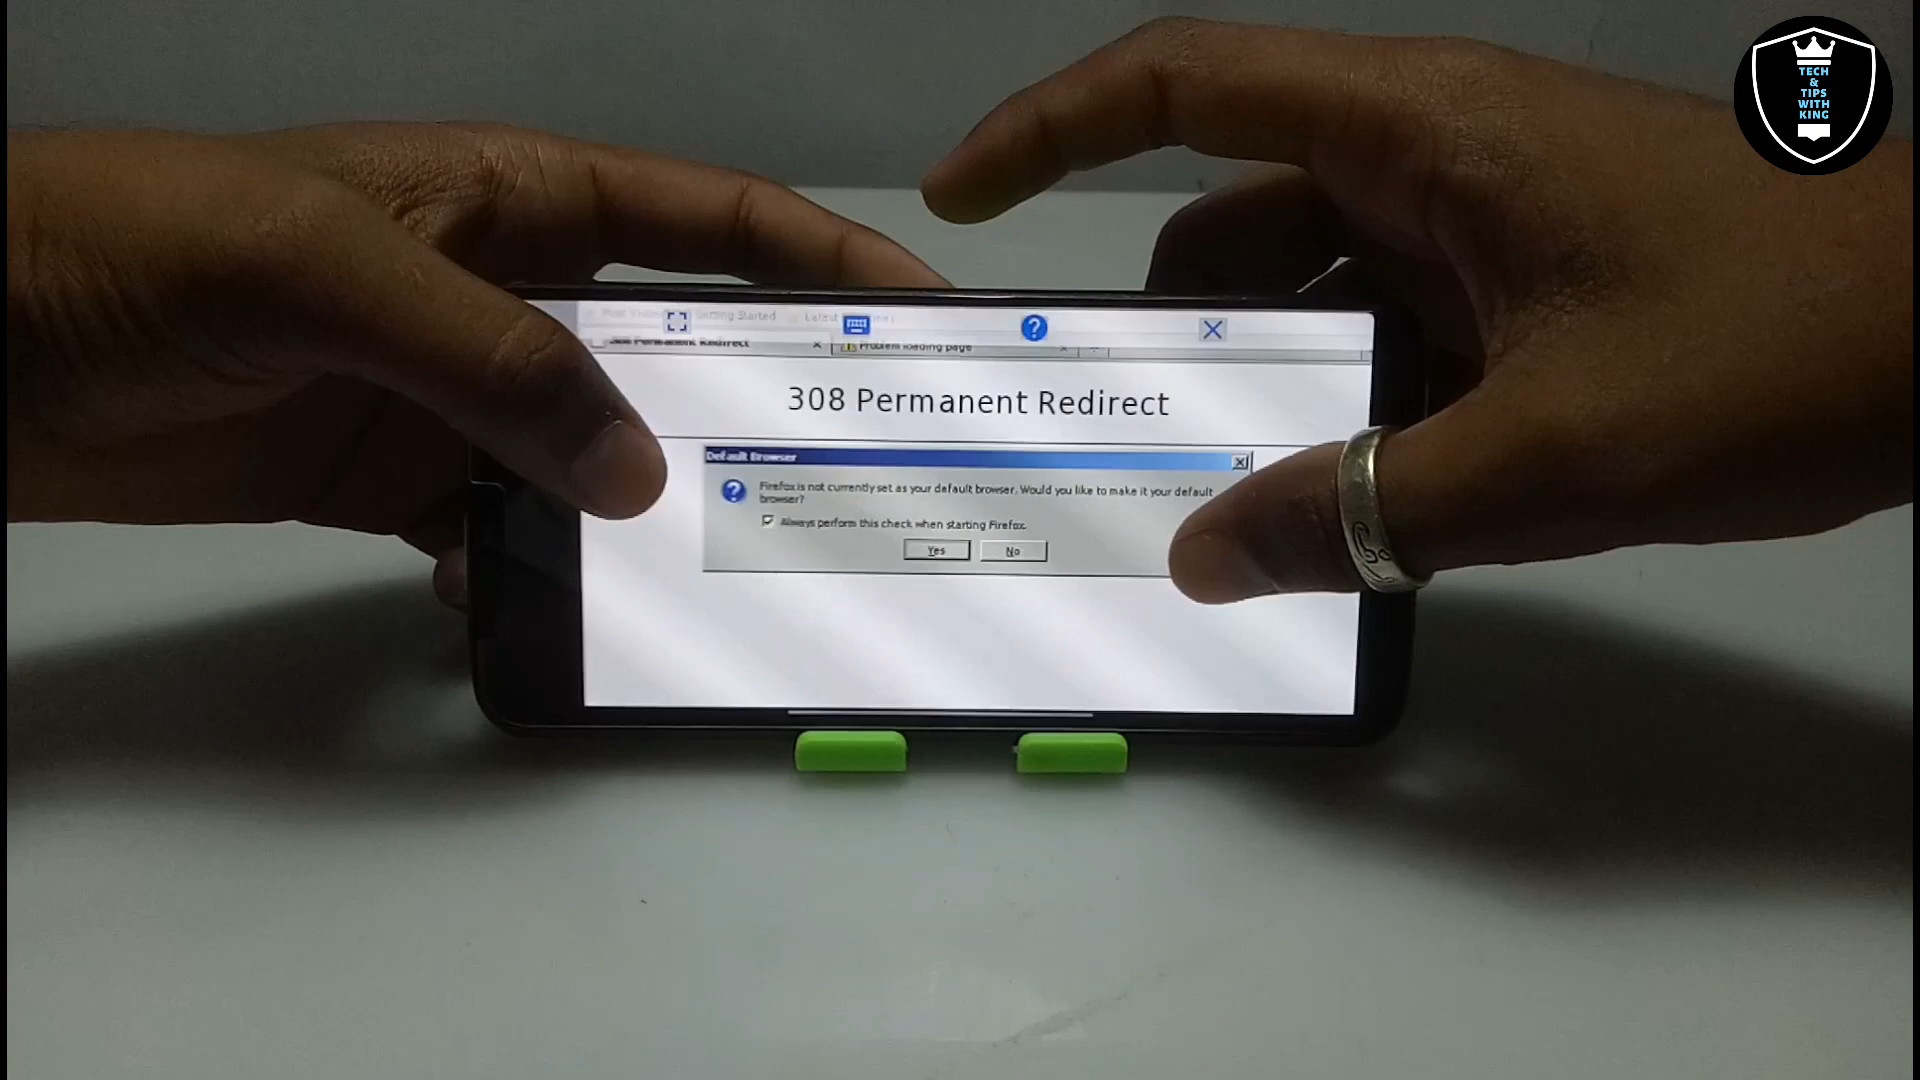 TECH
&
TIPS
WITH
KING
Getting Started
Latest
308 Permanent Redirect
Problem loading page
308 Permanent Redirect
Default Browser
Firefox is not currently set as your default browser. Would you like to make it your default
browser?
Always perform this check when starting Firefox.
Yes
No